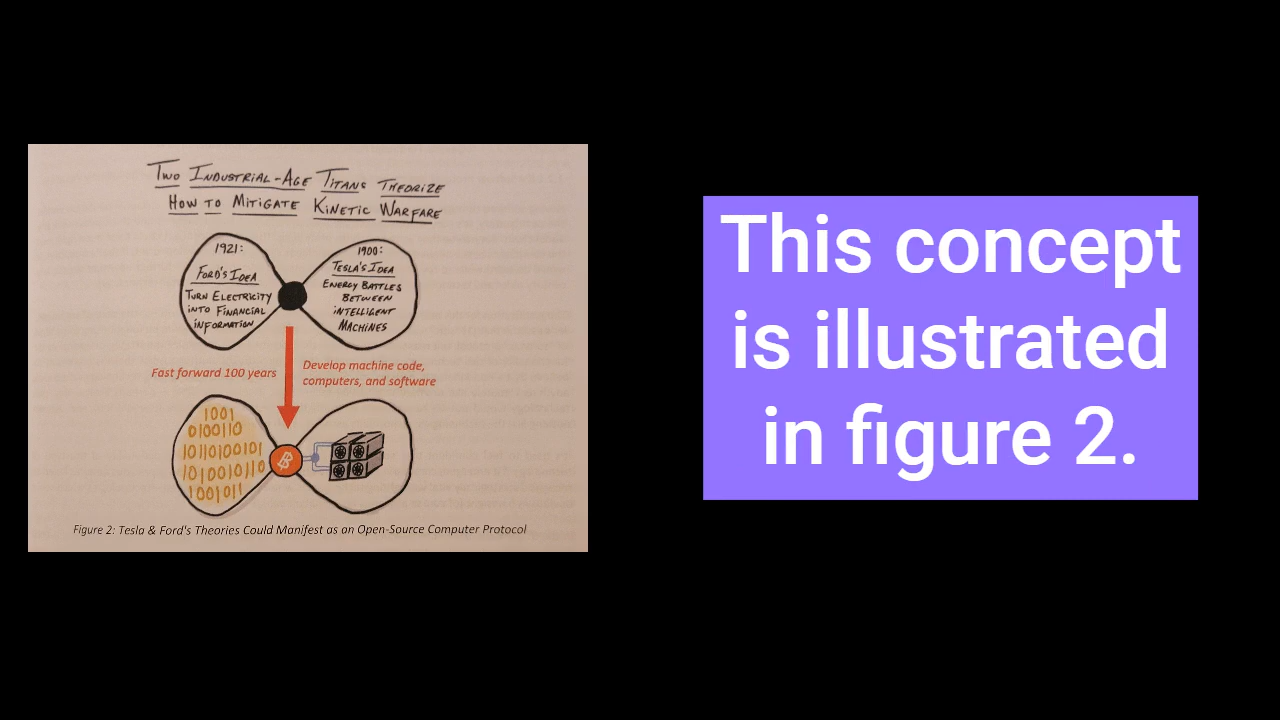 Two Industrial-Age Titans Theorize
How to Mitigate Kinetic Warfare
1921:
Ford's Idea
Turn Electricity
into Financial
information
1900:
Tesla's Idea
Energy Battles
Between
intelligent
Machines
Fast forward 100 years
Develop machine code,
computers, and software
1001
0100110
10110100101
1010010110
1001011
₿
Figure 2: Tesla & Ford's Theories Could Manifest as an Open-Source Computer Protocol
This concept
is illustrated
in figure 2.